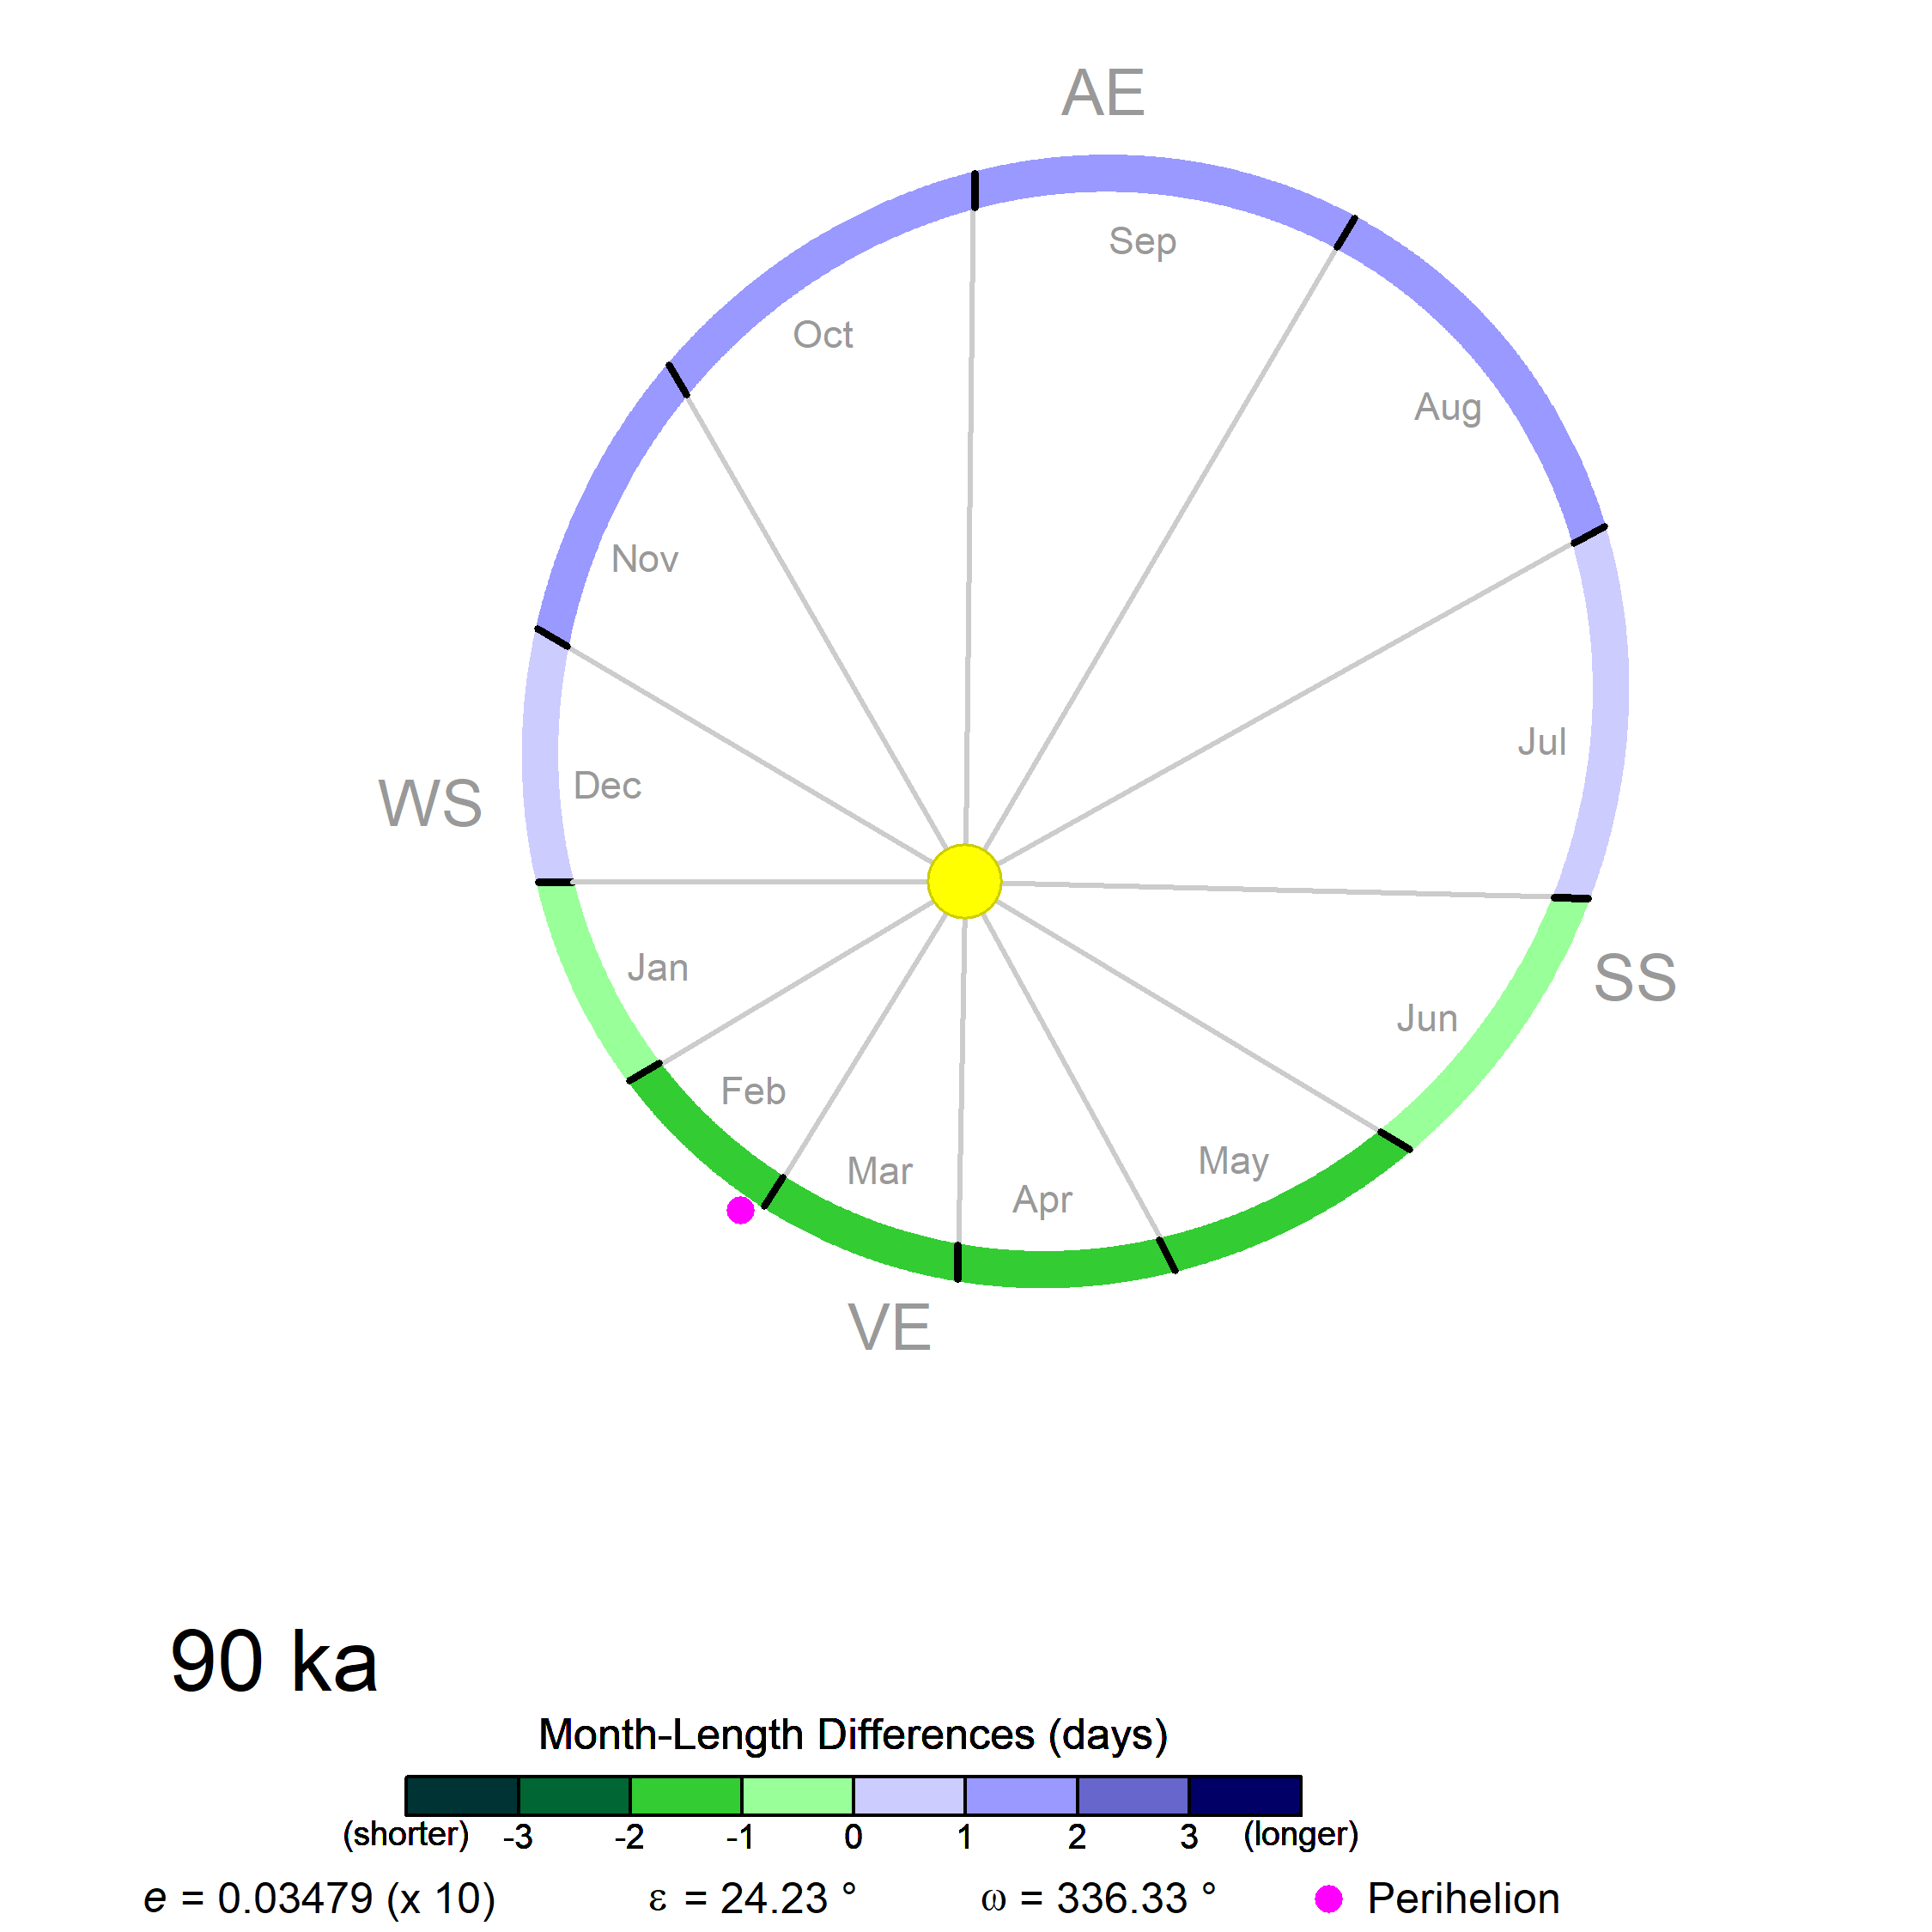 AE
Sep
Oct
Aug
Nov
Jul
Dec
WS
Jan
SS
Jun
Feb
May
Mar
Apr
VE
90 ka
Month-Length Differences (days)
(shorter) -3 -2 -1 0 1 2 3 (longer)
e = 0.03479 (x 10) ε = 24.23 ° ω = 336.33 ° Perihelion